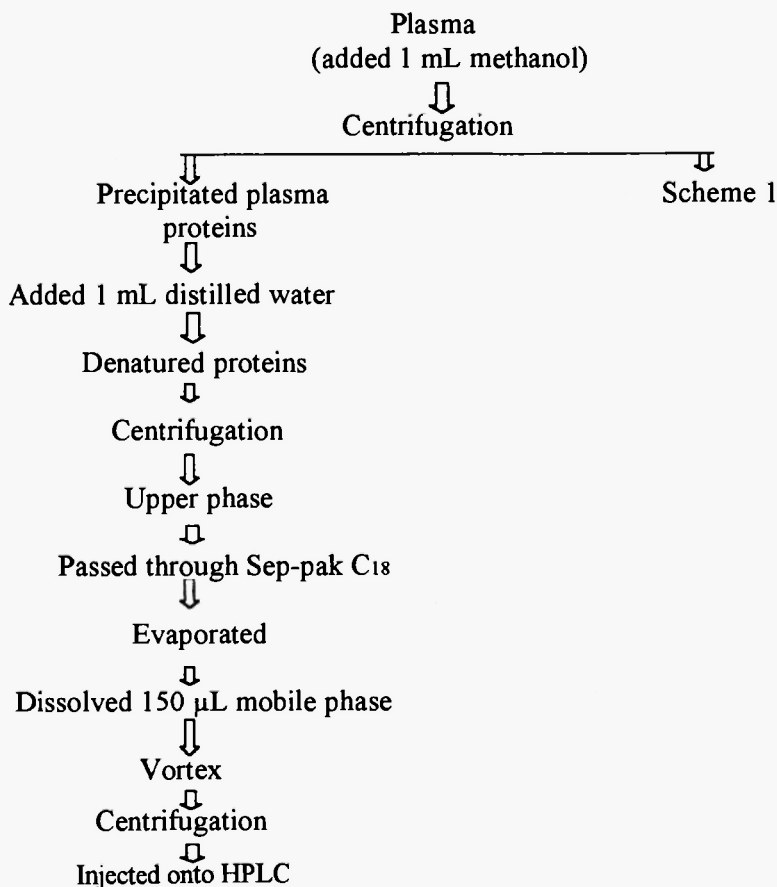 Plasma
(added 1 mL methanol)
Centrifugation
Precipitated plasma
proteins
Scheme 1
Added 1 mL distilled water
Denatured proteins
Centrifugation
Upper phase
Passed through Sep-pak C18
Evaporated
Dissolved 150 μL mobile phase
Vortex
Centrifugation
Injected onto HPLC